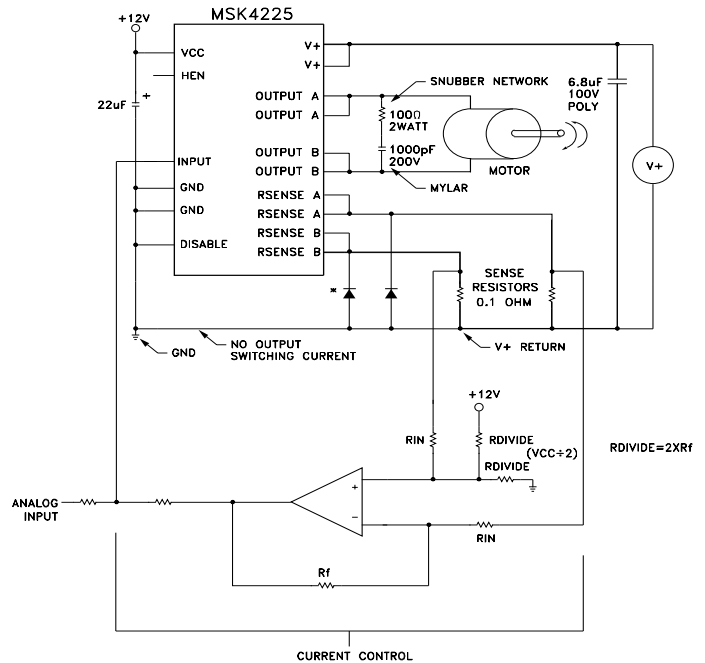 MSK4225
+12V
VCC
HEN
22uF
+
V+
V+
OUTPUT A
OUTPUT A
SNUBBER NETWORK
100Ω
2WATT
1000pF
200V
MYLAR
6.8uF
100V
POLY
MOTOR
V+
INPUT
OUTPUT B
OUTPUT B
GND
GND
RSENSE A
RSENSE A
RSENSE B
RSENSE B
DISABLE
*
SENSE
RESISTORS
0.1 OHM
GND
NO OUTPUT
SWITCHING CURRENT
V+ RETURN
+12V
RIN
RDIVIDE
(VCC÷2)
RDIVIDE
RDIVIDE=2XRf
ANALOG
INPUT
+
−
RIN
Rf
CURRENT CONTROL